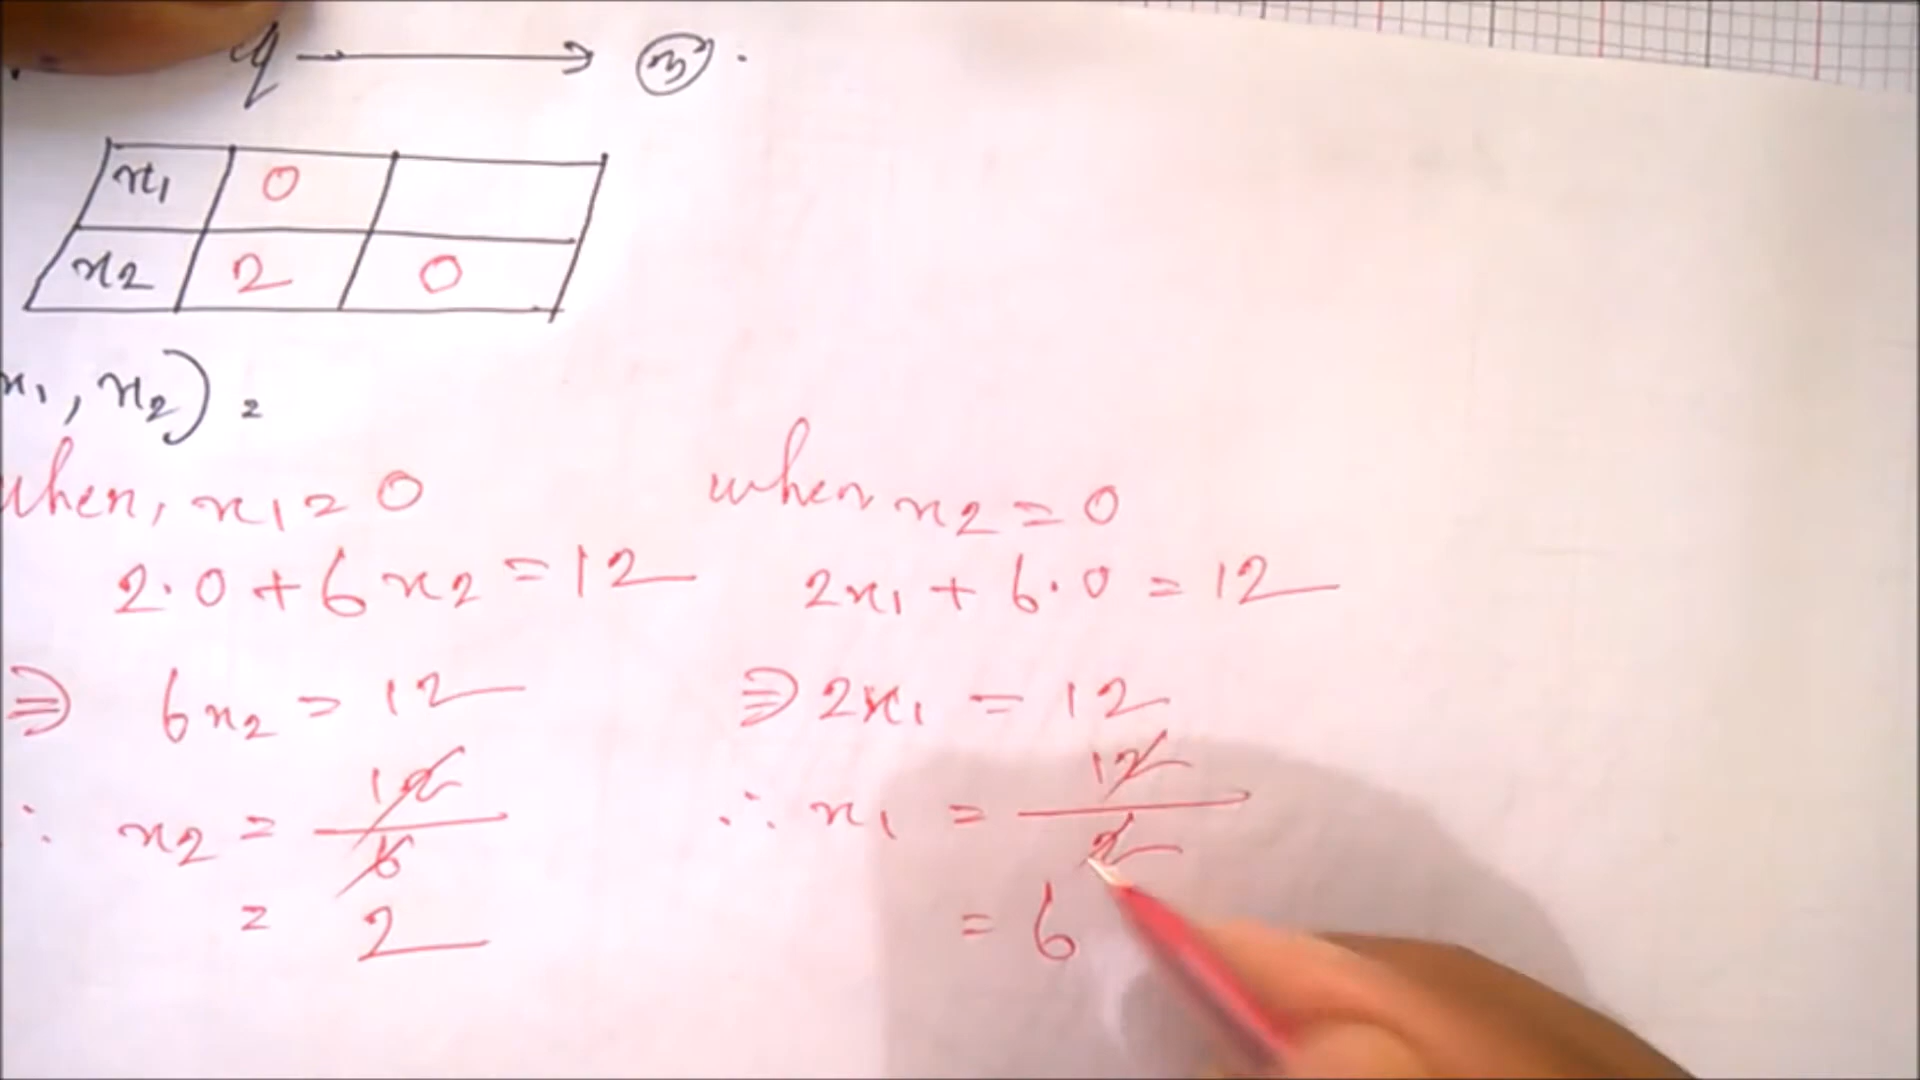 q → ③.
x1 0
x2 2 0
x1, x2) =
when, x1 = 0
2·0 + 6x2 = 12
⇒ 6x2 = 12
∴ x2 = 12/6
= 2
when x2 = 0
2x1 + 6·0 = 12
⇒ 2x1 = 12
∴ x1 = 12/2
= 6